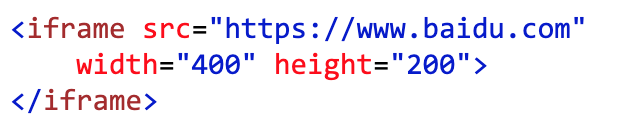 <iframe src="https://www.baidu.com"
    width="400" height="200">
</iframe>